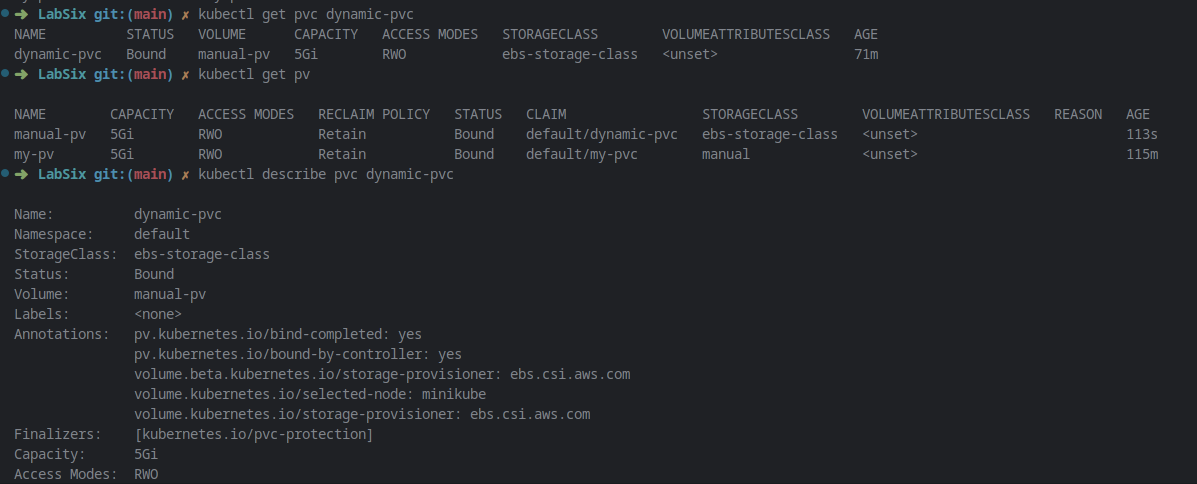 ➜ LabSix git:(main) ✗ kubectl get pvc dynamic-pvc
NAME STATUS VOLUME CAPACITY ACCESS MODES STORAGECLASS VOLUMEATTRIBUTESCLASS AGE
dynamic-pvc Bound manual-pv 5Gi RWO ebs-storage-class <unset> 71m
➜ LabSix git:(main) ✗ kubectl get pv
NAME CAPACITY ACCESS MODES RECLAIM POLICY STATUS CLAIM STORAGECLASS VOLUMEATTRIBUTESCLASS REASON AGE
manual-pv 5Gi RWO Retain Bound default/dynamic-pvc ebs-storage-class <unset> 113s
my-pv 5Gi RWO Retain Bound default/my-pvc manual <unset> 115m
➜ LabSix git:(main) ✗ kubectl describe pvc dynamic-pvc
Name: dynamic-pvc
Namespace: default
StorageClass: ebs-storage-class
Status: Bound
Volume: manual-pv
Labels: <none>
Annotations: pv.kubernetes.io/bind-completed: yes
pv.kubernetes.io/bound-by-controller: yes
volume.beta.kubernetes.io/storage-provisioner: ebs.csi.aws.com
volume.kubernetes.io/selected-node: minikube
volume.kubernetes.io/storage-provisioner: ebs.csi.aws.com
Finalizers: [kubernetes.io/pvc-protection]
Capacity: 5Gi
Access Modes: RWO